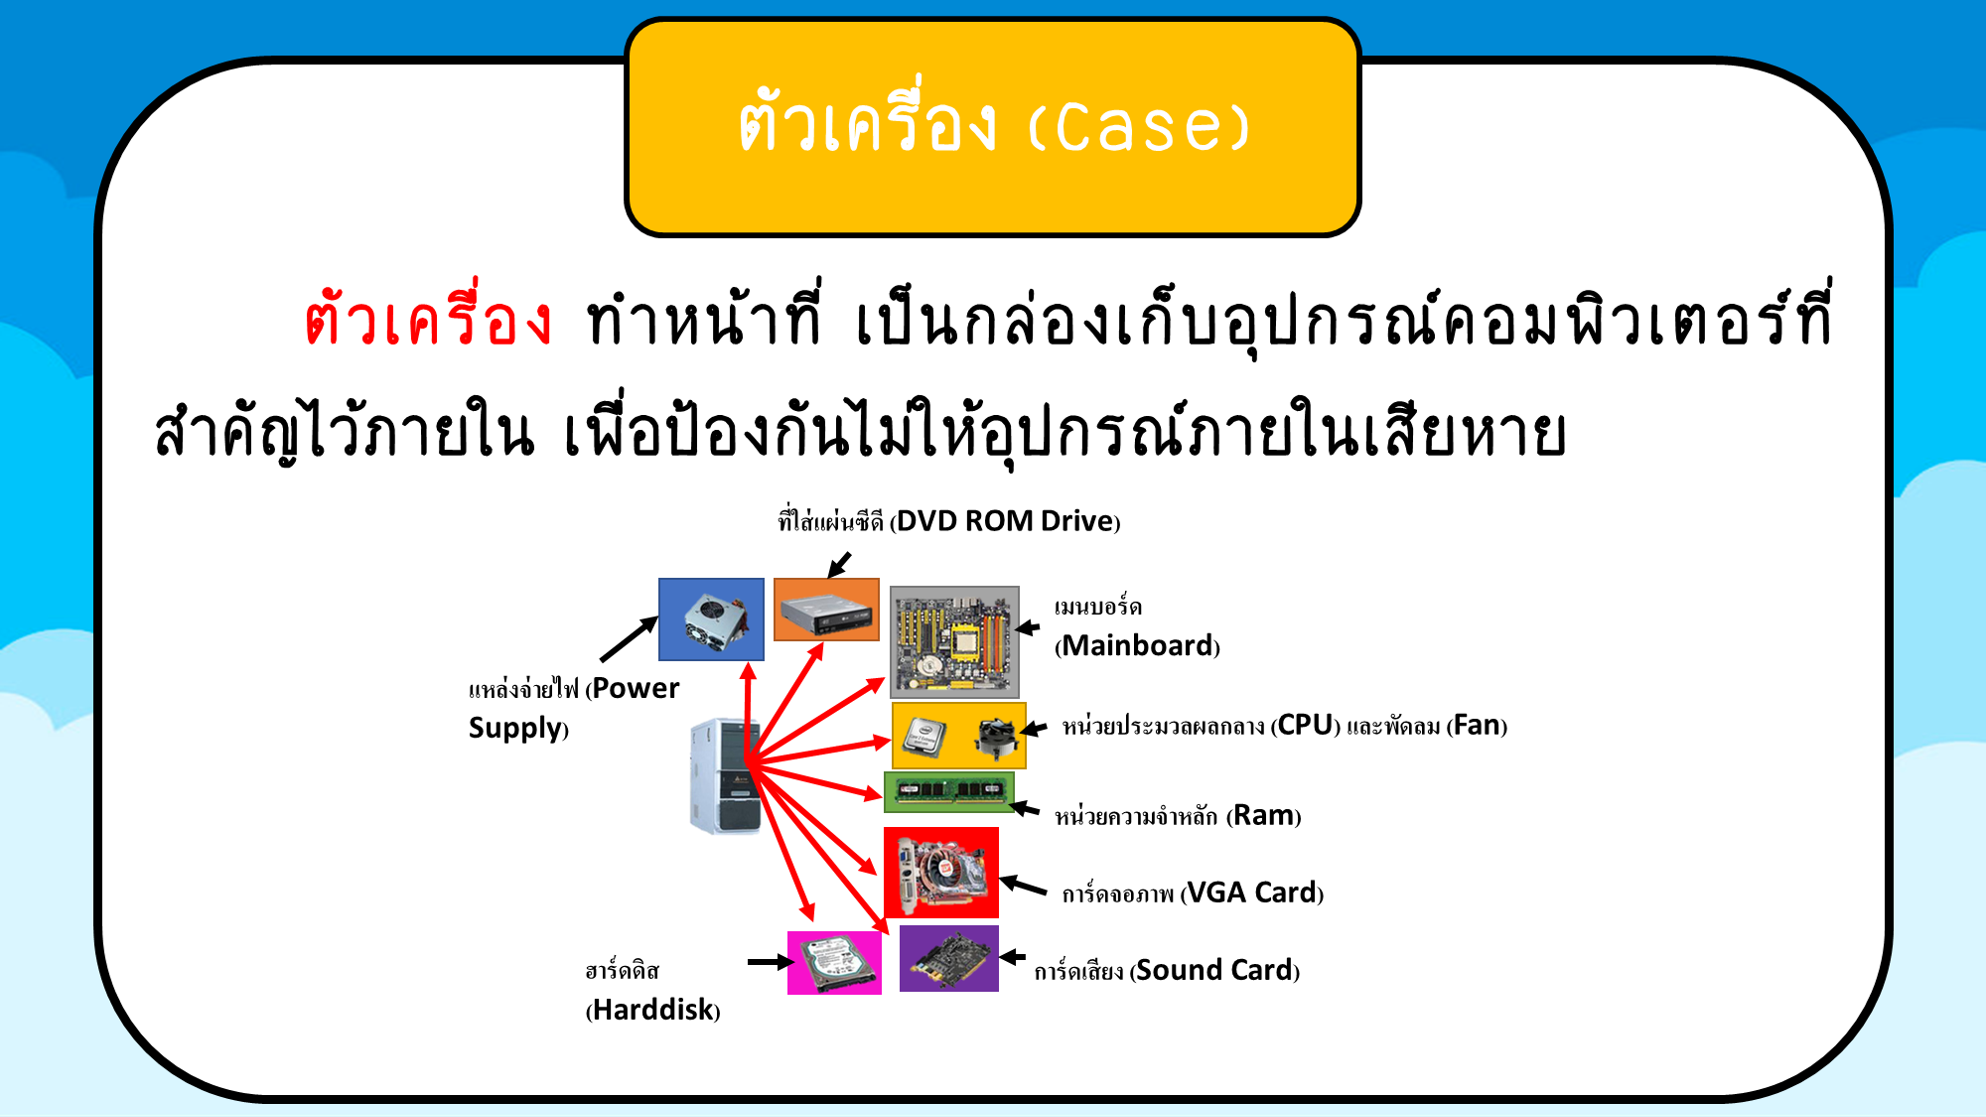 ตัวเครื่อง (Case)
ตัวเครื่อง ทำหน้าที่ เป็นกล่องเก็บอุปกรณ์คอมพิวเตอร์ที่
สำคัญไว้ภายใน เพื่อป้องกันไม่ให้อุปกรณ์ภายในเสียหาย
ที่ใส่แผ่นซีดี (DVD ROM Drive)
เมนบอร์ด
(Mainboard)
แหล่งจ่ายไฟ (Power
Supply)
หน่วยประมวลผลกลาง (CPU) และพัดลม (Fan)
หน่วยความจำหลัก (Ram)
การ์ดจอภาพ (VGA Card)
การ์ดเสียง (Sound Card)
ฮาร์ดดิส
(Harddisk)